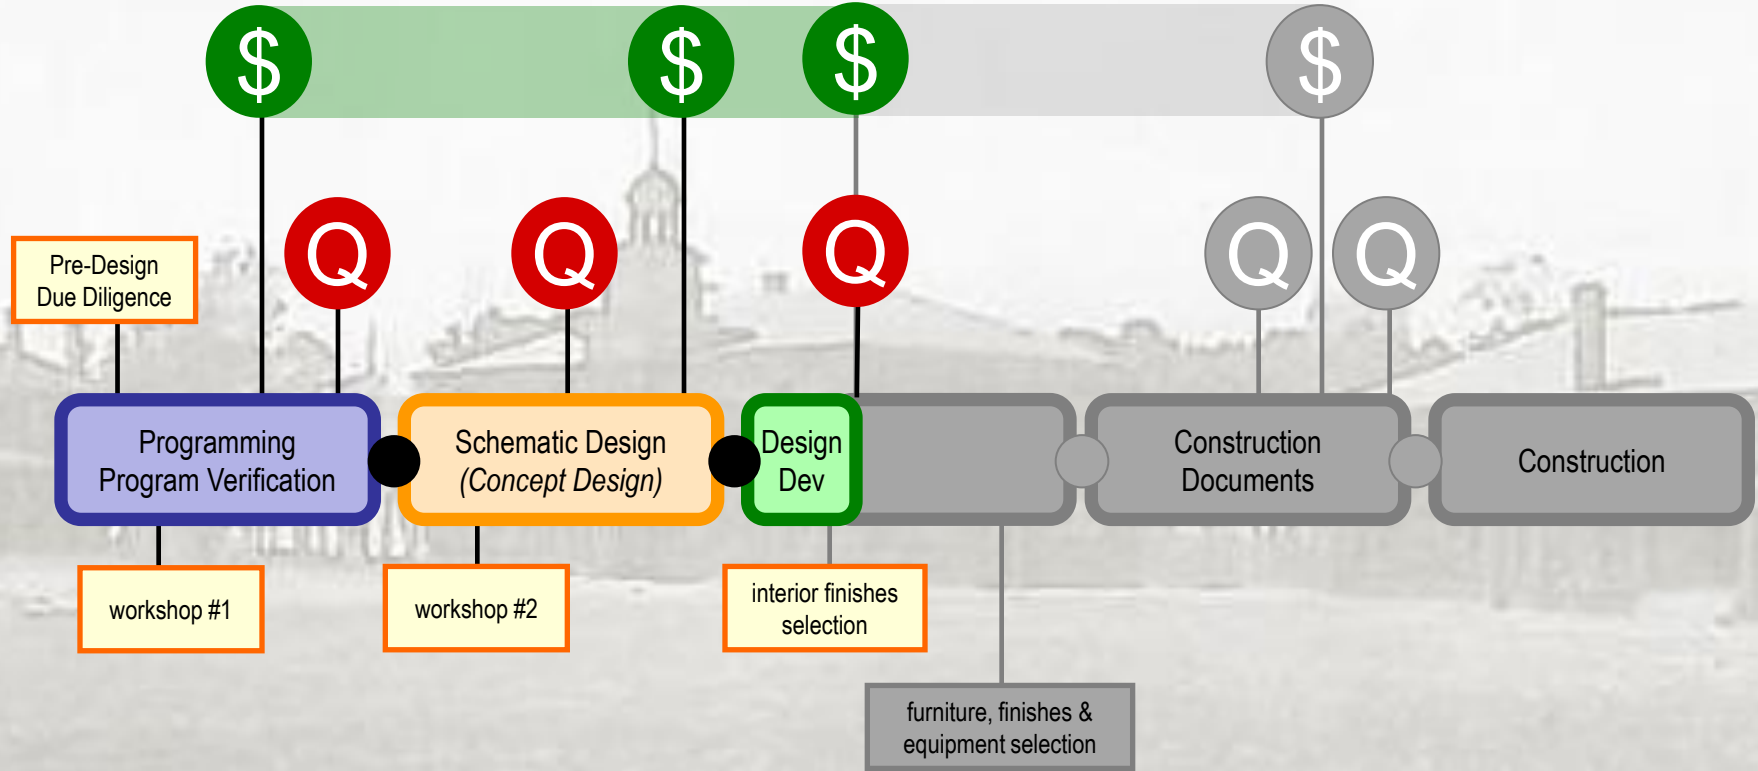 $
$
$
$
Q
Q
Q
Q
Q
Pre-Design
Due Diligence
Programming
Program Verification
Schematic Design
(Concept Design)
Design
Dev
Construction
Documents
Construction
workshop #1
workshop #2
interior finishes
selection
furniture, finishes &
equipment selection